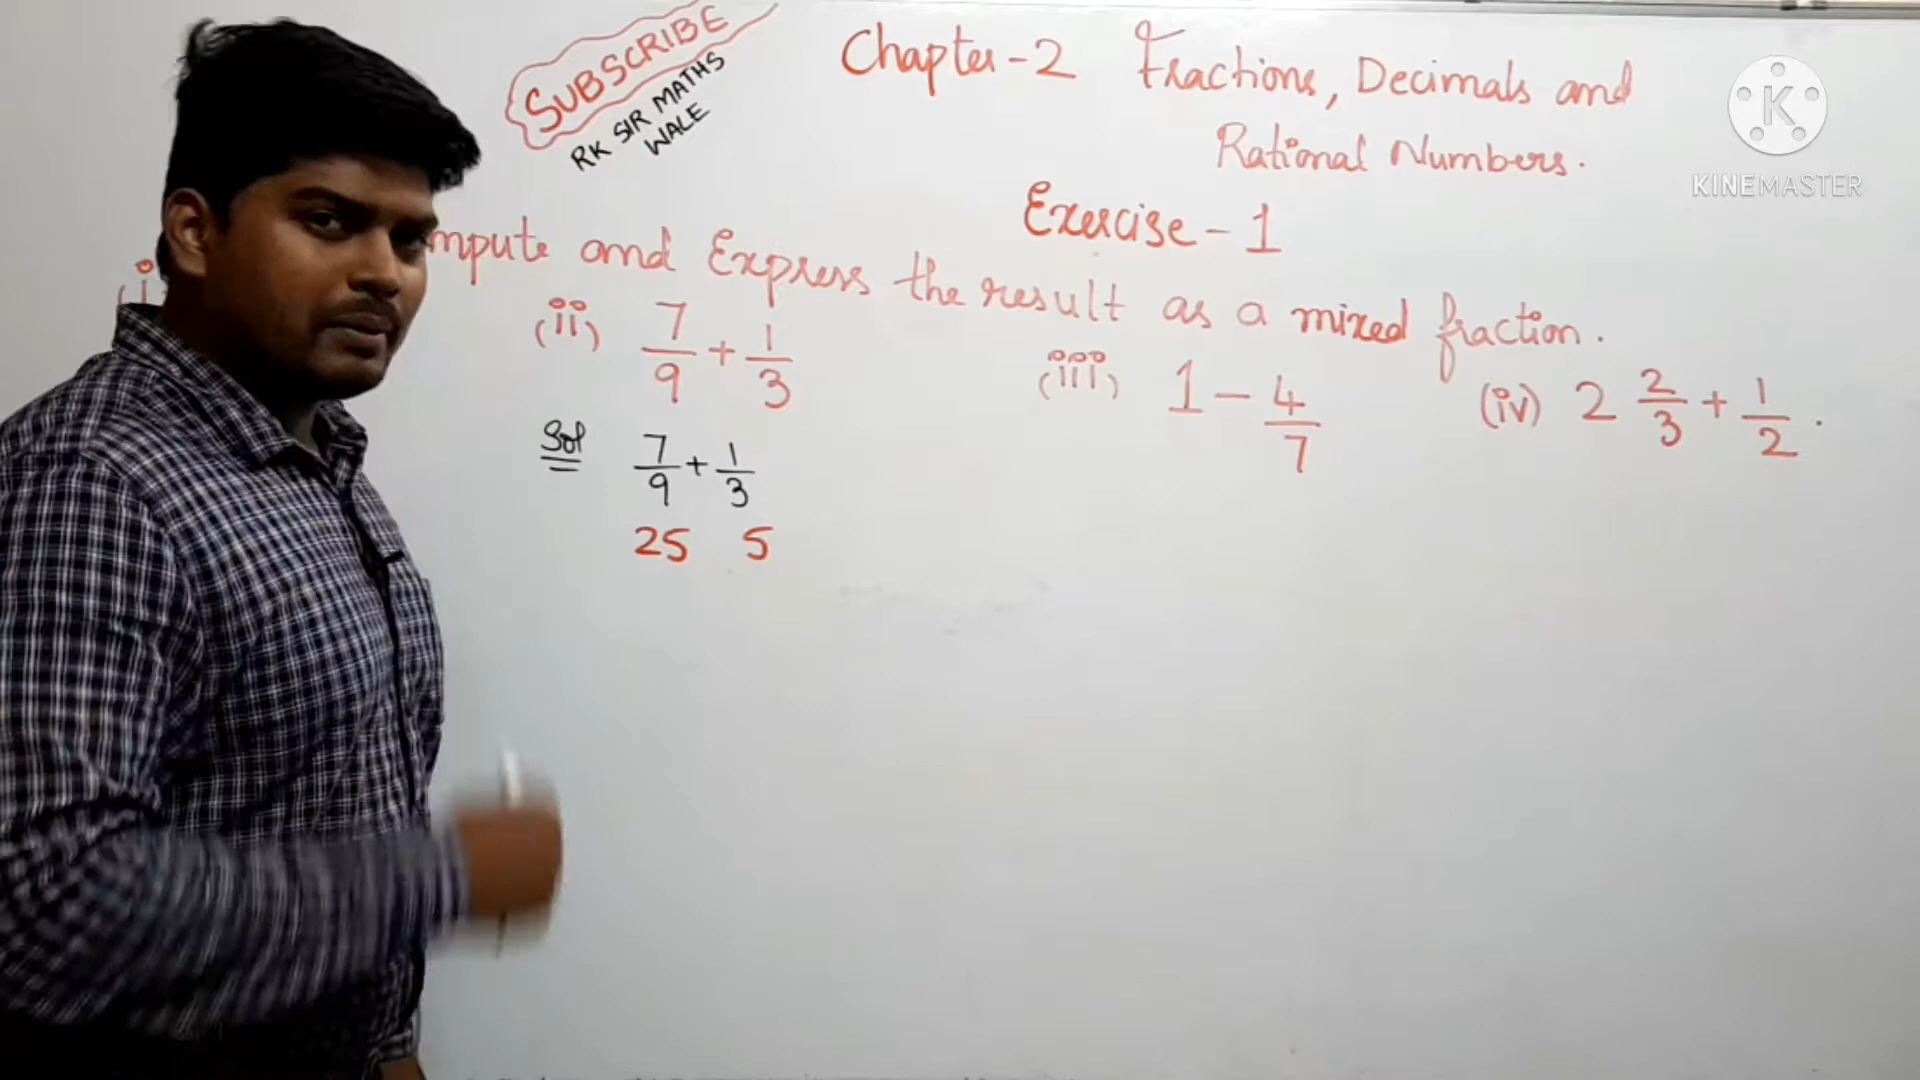 SUBSCRIBE
RK SIR MATHS
WALE
Chapter-2 Fractions, Decimals and
Rational Numbers.
KINEMASTER
Exercise-1
mpute and Express the result as a mixed fraction.
(i
(ii) 7/9 + 1/3
(iii) 1 - 4/7
(iv) 2 2/3 + 1/2 .
Sol 7/9 + 1/3
25 5